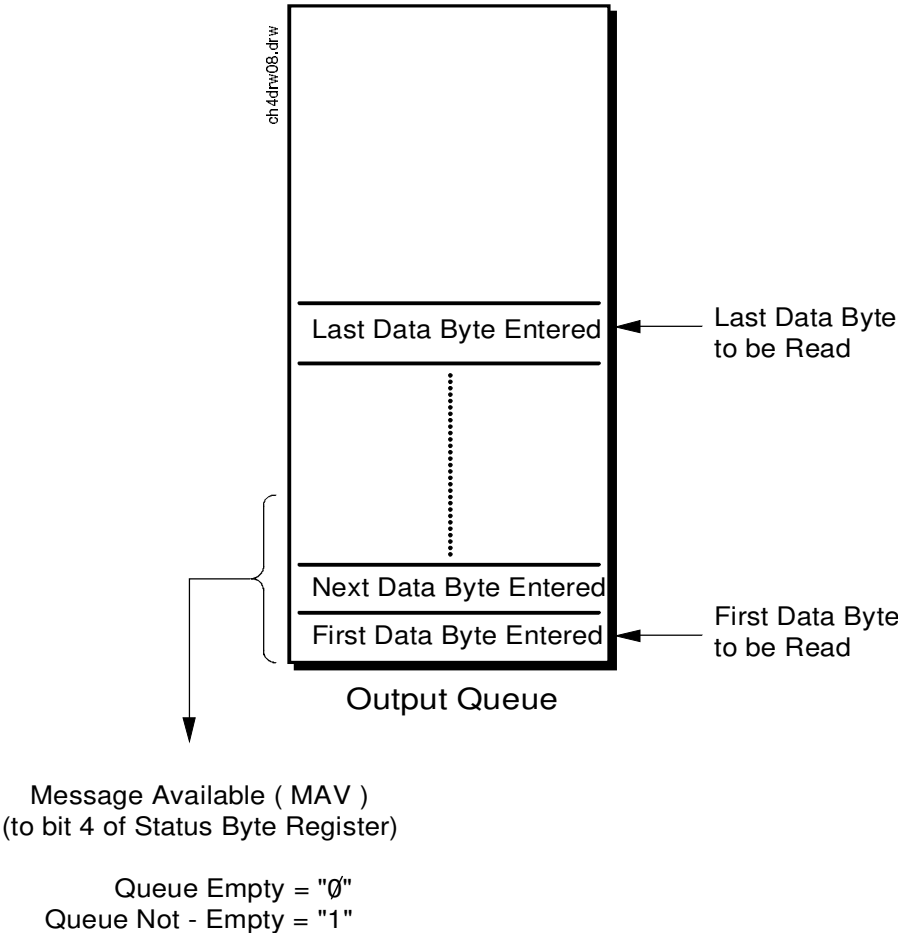 ch4drw08.drw
Last Data Byte Entered
Last Data Byte
to be Read
Next Data Byte Entered
First Data Byte Entered
First Data Byte
to be Read
Output Queue
Message Available ( MAV )
(to bit 4 of Status Byte Register)
Queue Empty = "0̸"
Queue Not - Empty = "1"